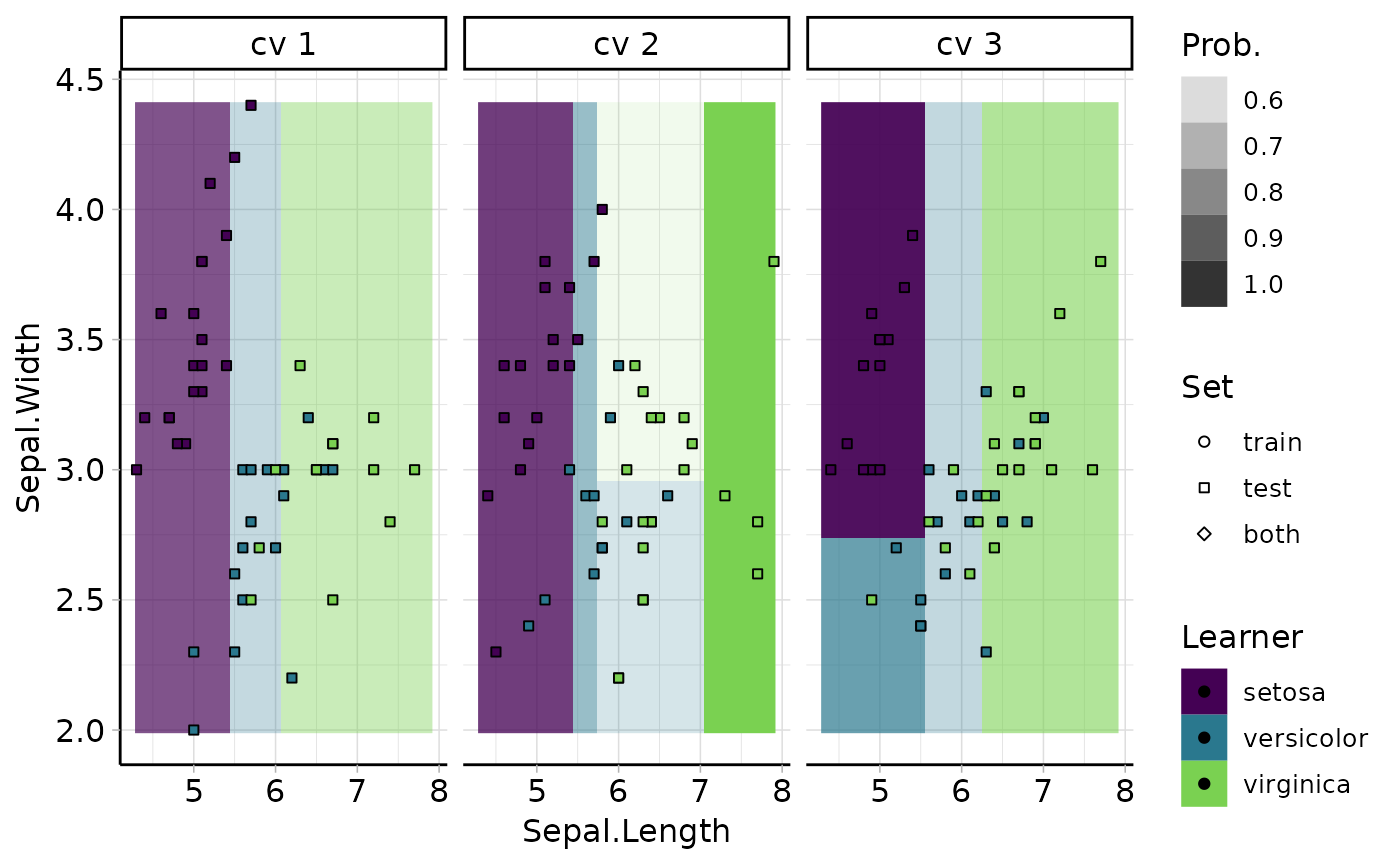 cv 1
cv 2
cv 3
4.5
4.0
3.5
3.0
2.5
2.0
Sepal.Width
5 6 7 8
5 6 7 8
5 6 7 8
Sepal.Length
Prob.
0.6
0.7
0.8
0.9
1.0
Set
train
test
both
Learner
setosa
versicolor
virginica